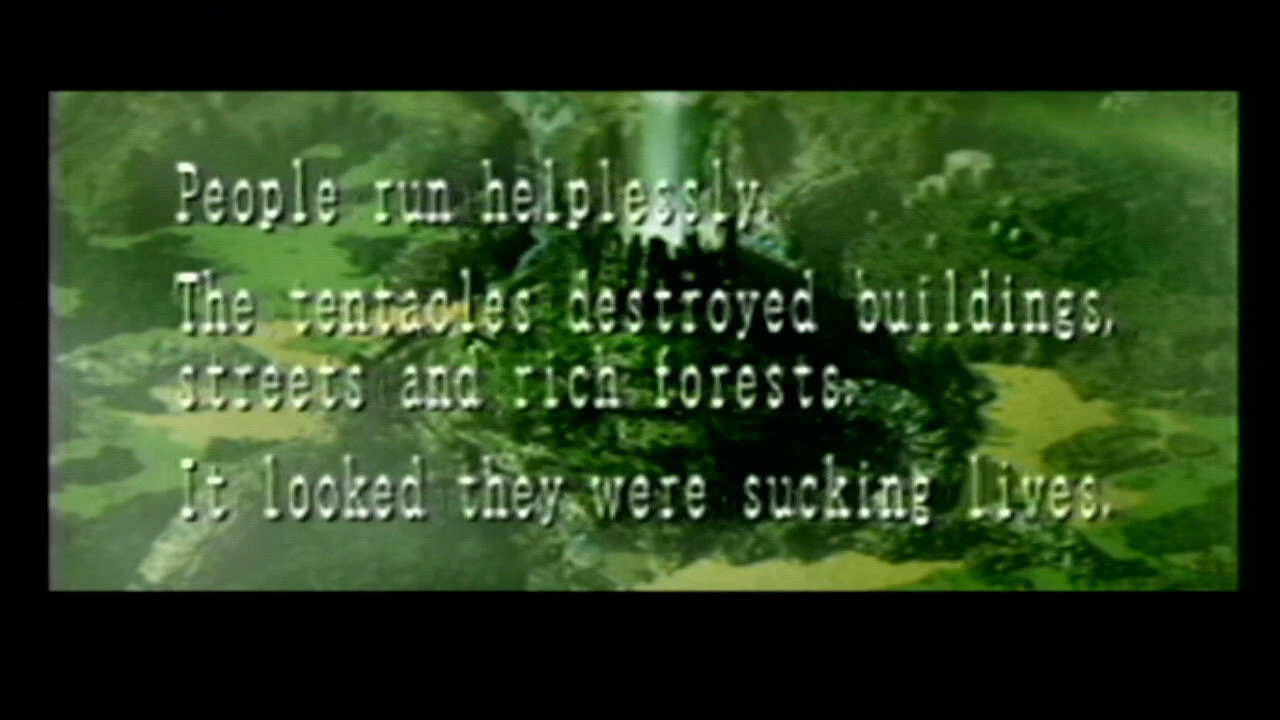 People run helplessly.
The tentacles destroyed buildings,
streets and rich forests.
It looked they were sucking lives.